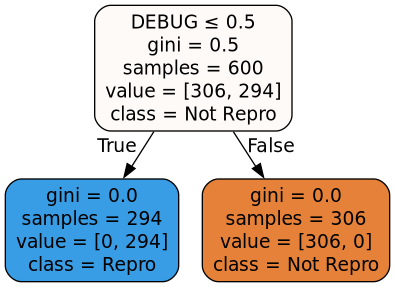 DEBUG ≤ 0.5
gini = 0.5
samples = 600
value = [306, 294]
class = Not Repro
True
False
gini = 0.0
samples = 294
value = [0, 294]
class = Repro
gini = 0.0
samples = 306
value = [306, 0]
class = Not Repro